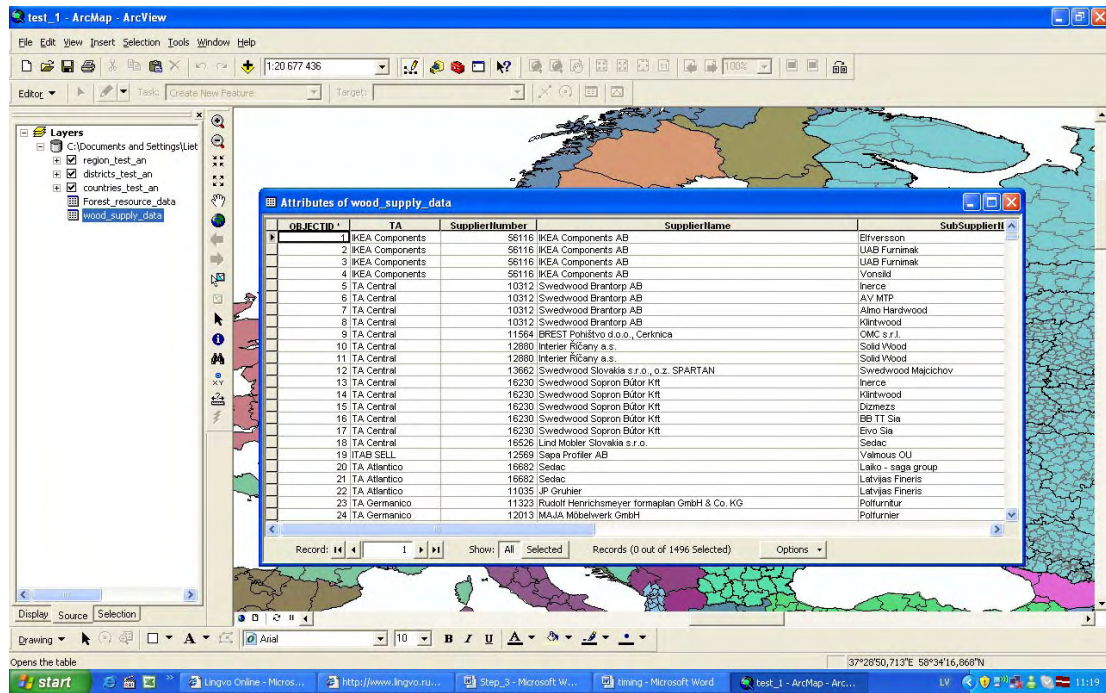 test_1 - ArcMap - ArcView
File Edit View Insert Selection Tools Window Help
1:20 677 436
100%
Editor Task: Create New Feature Target:
Layers
C:\Documents and Settings\Liet
region_test_an
districts_test_an
countries_test_an
Forest_resource_data
wood_supply_data
Attributes of wood_supply_data
OBJECTID * TA SupplierNumber SupplierName SubSupplierN
1 IKEA Components 56116 IKEA Components AB Elfversson
2 IKEA Components 56116 IKEA Components AB UAB Furnimak
3 IKEA Components 56116 IKEA Components AB UAB Furnimak
4 IKEA Components 56116 IKEA Components AB Vonsild
5 TA Central 10312 Swedwood Brantorp AB Inerce
6 TA Central 10312 Swedwood Brantorp AB AV MTP
7 TA Central 10312 Swedwood Brantorp AB Almo Hardwood
8 TA Central 10312 Swedwood Brantorp AB Klintwood
9 TA Central 11564 BREST Pohištvo d.o.o., Cerknica OMC s.r.l.
10 TA Central 12880 Interier Říčany a.s. Solid Wood
11 TA Central 12880 Interier Říčany a.s. Solid Wood
12 TA Central 13662 Swedwood Slovakia s.r.o., o.z. SPARTAN Swedwood Majcichov
13 TA Central 16230 Swedwood Sopron Bútor Kft Inerce
14 TA Central 16230 Swedwood Sopron Bútor Kft Klintwood
15 TA Central 16230 Swedwood Sopron Bútor Kft Dizmezs
16 TA Central 16230 Swedwood Sopron Bútor Kft BB TT Sia
17 TA Central 16230 Swedwood Sopron Bútor Kft Eivo Sia
18 TA Central 16526 Lind Mobler Slovakia s.r.o. Sedac
19 ITAB SELL 12569 Sapa Profiler AB Valmous OU
20 TA Atlantico 16682 Sedac Laiko - saga group
21 TA Atlantico 16682 Sedac Latvijas Fineris
22 TA Atlantico 11035 JP Gruhier Latvijas Fineris
23 TA Germanico 11323 Rudolf Henrichsmeyer formaplan GmbH & Co. KG Polfurnitur
24 TA Germanico 12013 MAJA Möbelwerk GmbH Polfurnier
Record: 1 Show: All Selected Records (0 out of 1496 Selected) Options
Display Source Selection
Drawing A Arial 10 B I U A
Opens the table 37°28'50,713"E 58°34'16,868"N
start Lingvo Online - Micros... http://www.lingvo.ru... Step_3 - Microsoft W... timing - Microsoft Word test_1 - ArcMap - Arc... LV 11:19